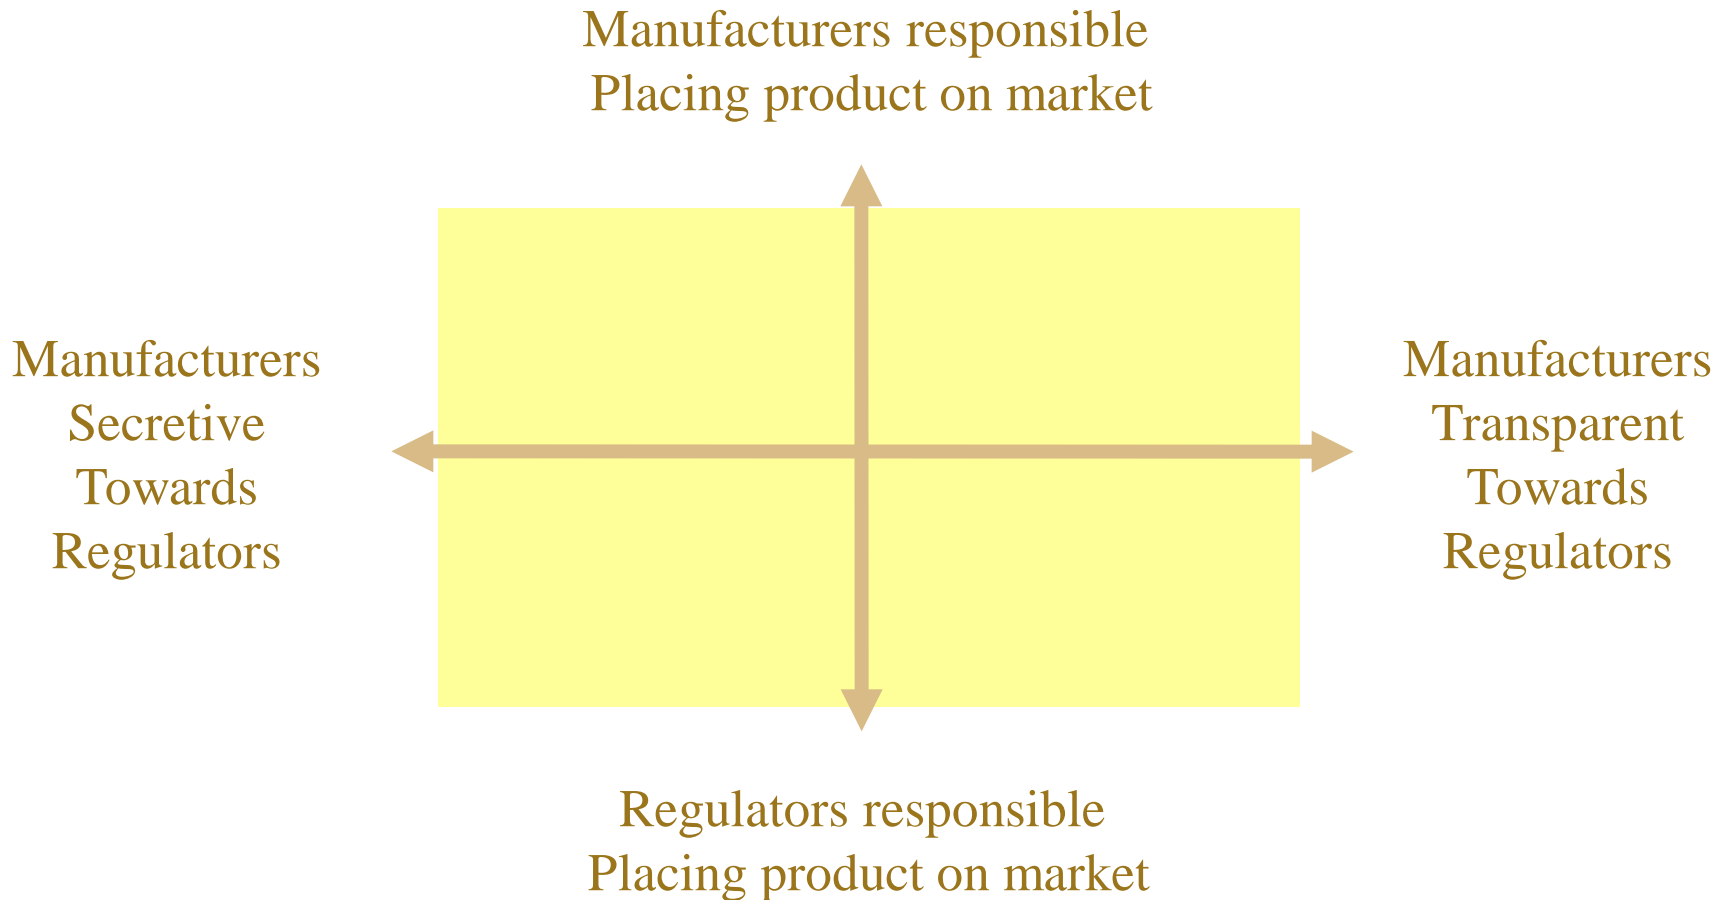 Manufacturers responsible
Placing product on market
Manufacturers
Secretive
Towards
Regulators
Manufacturers
Transparent
Towards
Regulators
Regulators responsible
Placing product on market